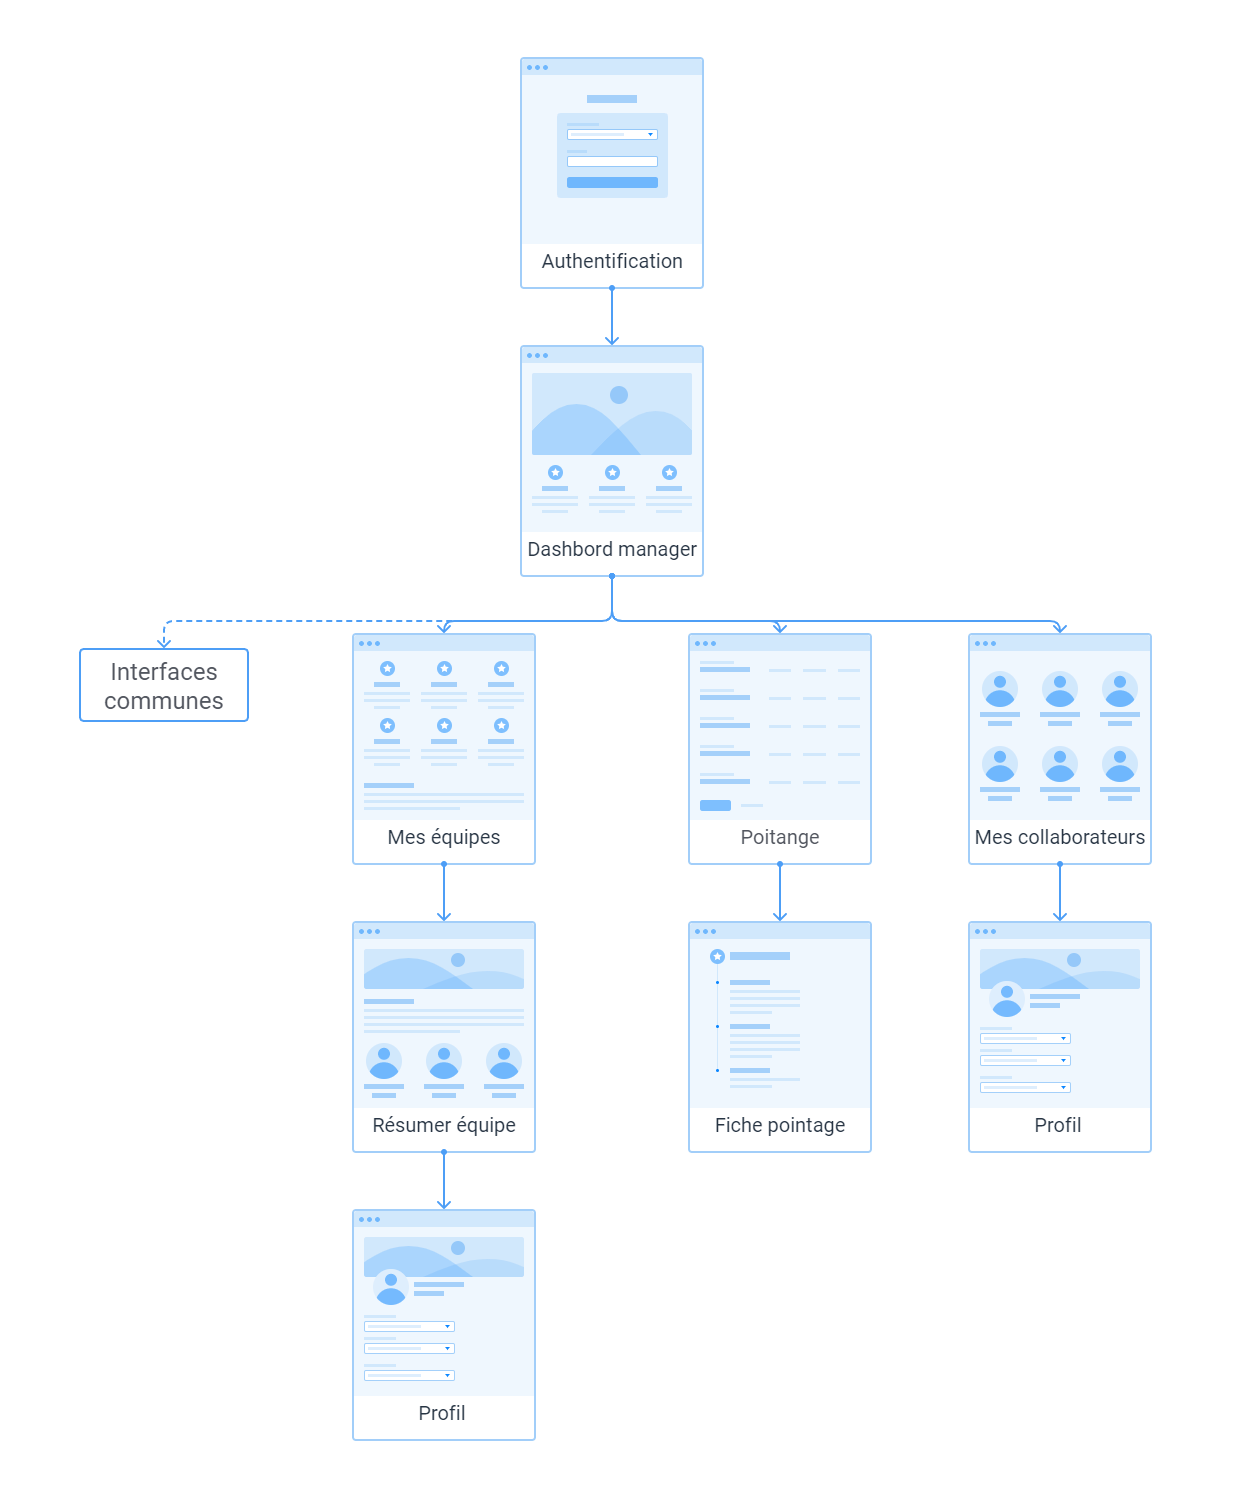 Authentification
Dashbord manager
Interfaces
communes
Mes équipes
Poitange
Mes collaborateurs
Résumer équipe
Fiche pointage
Profil
Profil